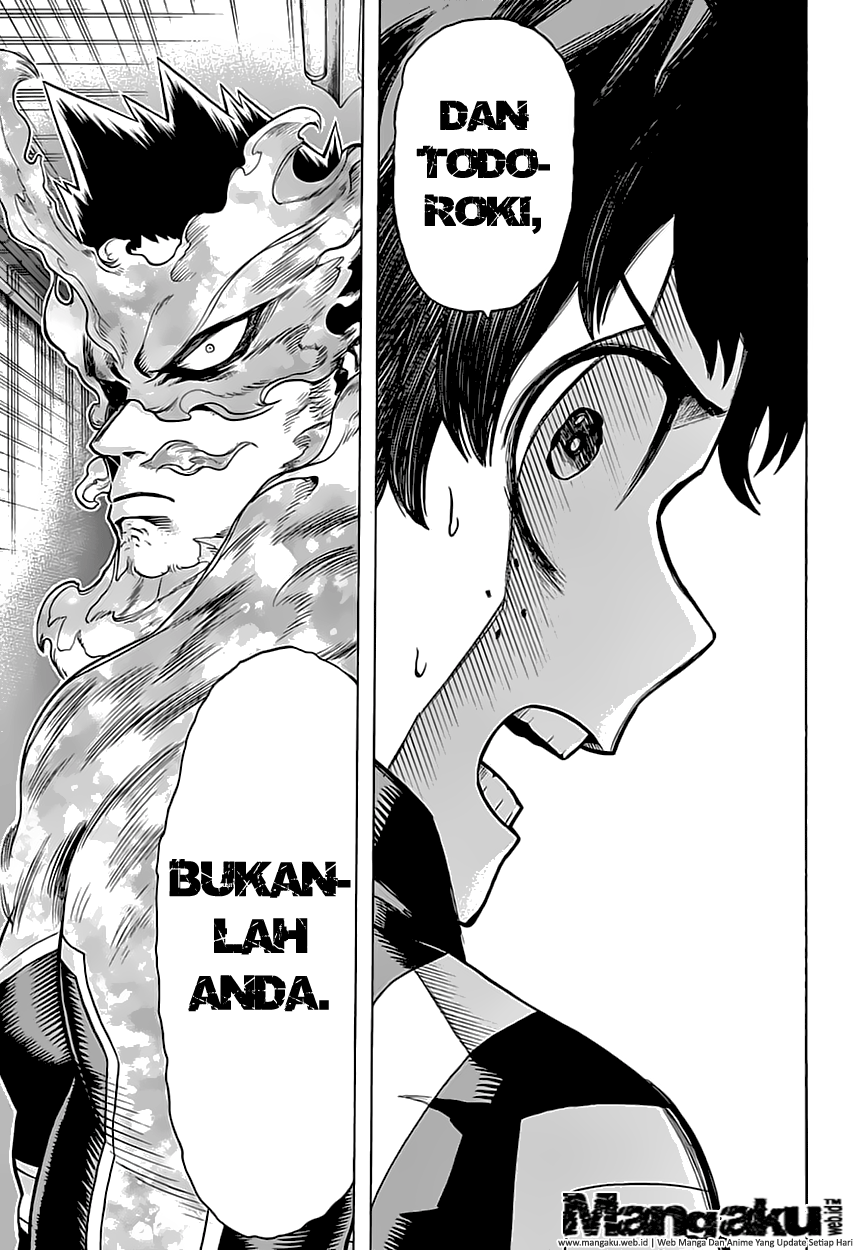 DAN
TODO-
ROKI,
BUKAN-
LAH
ANDA.
Mangaku
web.id
www.mangaku.web.id | Web Manga Dan Anime Yang Update Setiap Hari